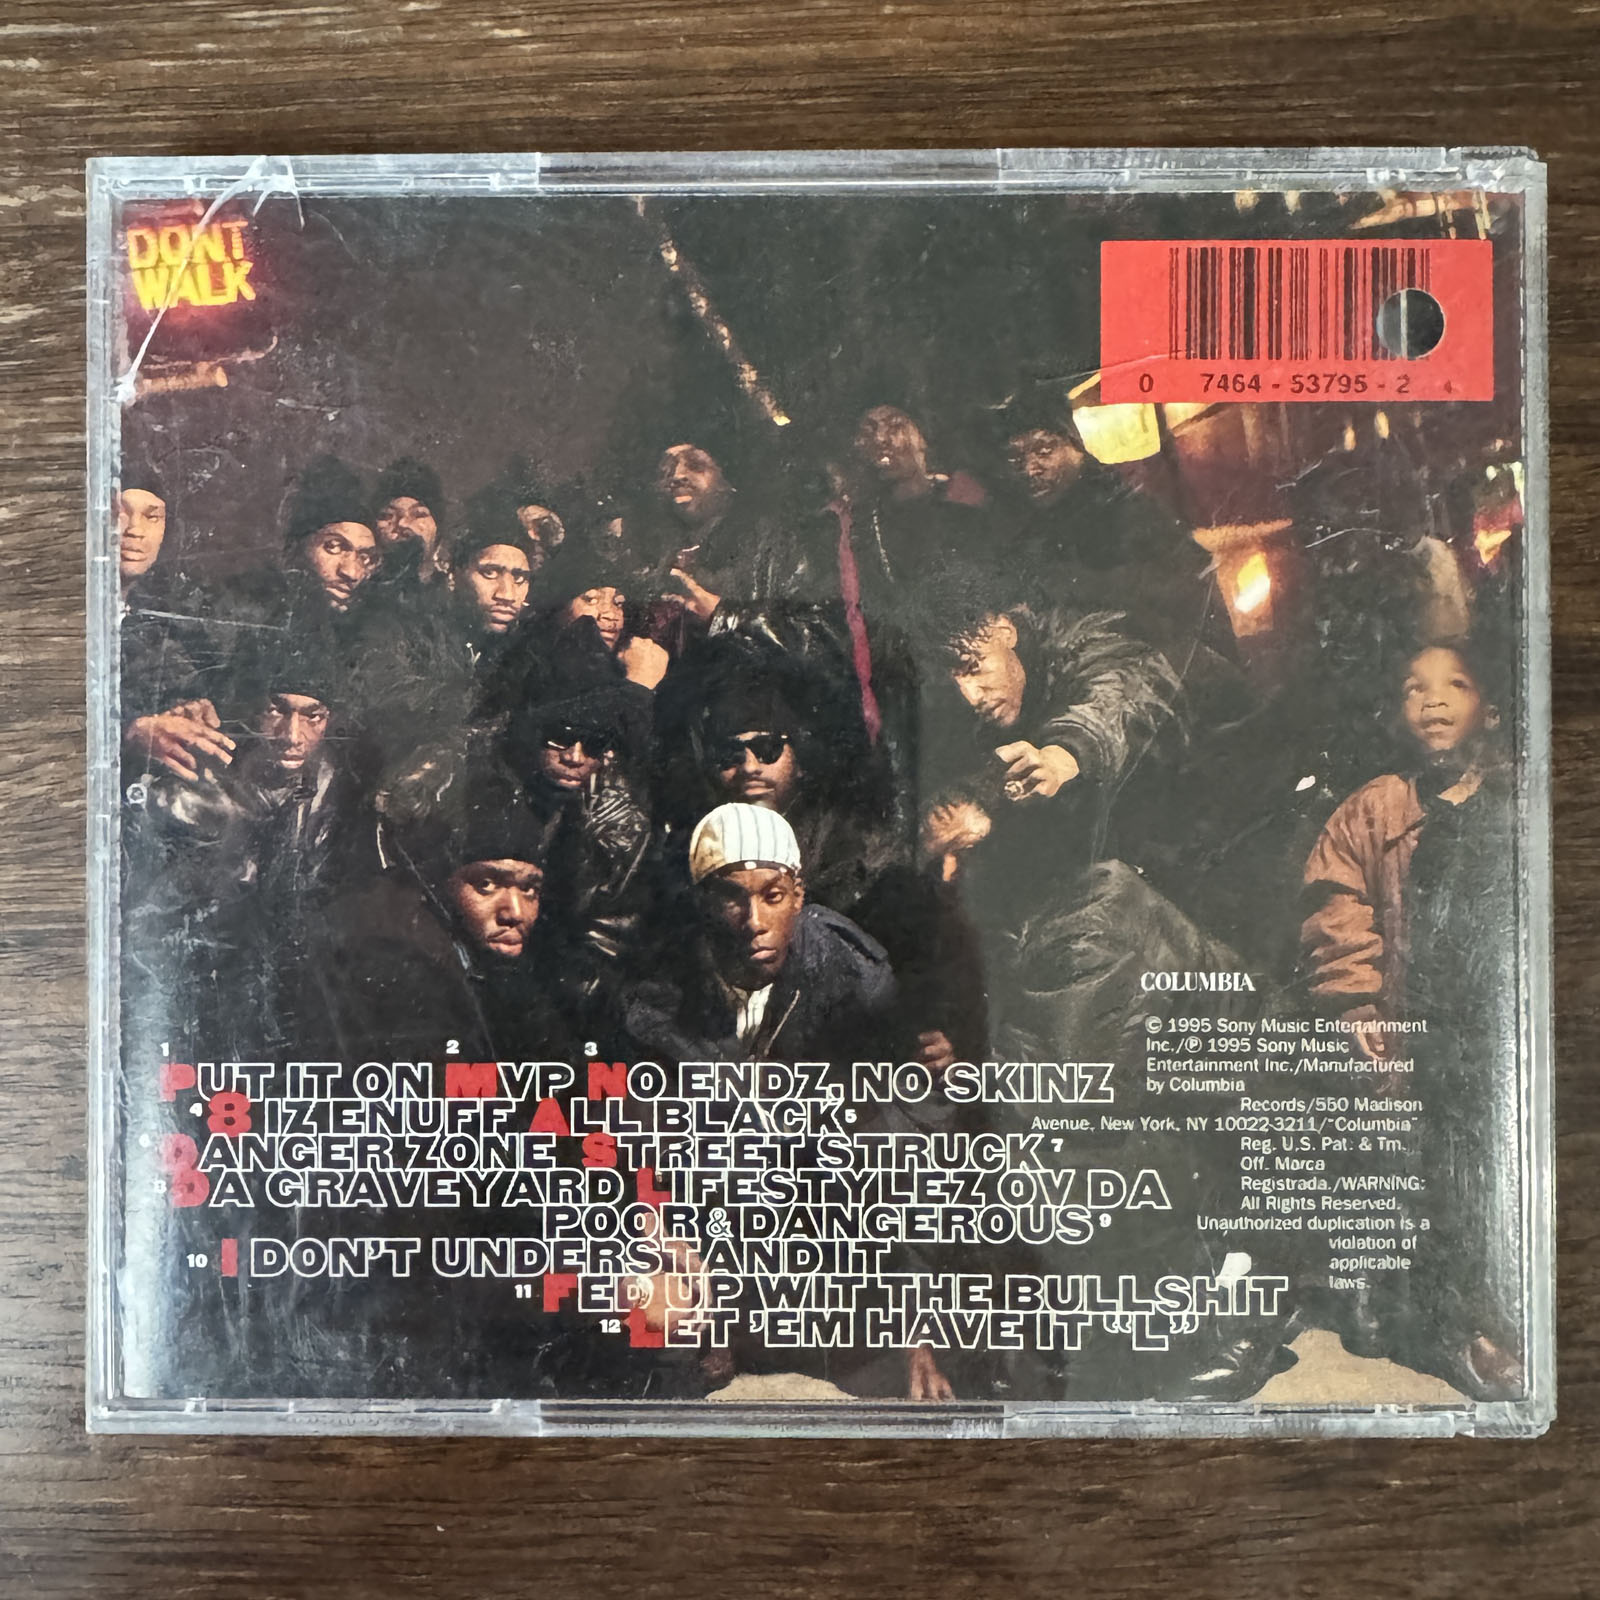 DONT
WALK
0 7464 - 53795 - 2 4
COLUMBIA
© 1995 Sony Music Entertainment
Inc./℗ 1995 Sony Music
Entertainment Inc./Manufactured
by Columbia
Records/550 Madison
Avenue, New York, NY 10022-3211/"Columbia"
Reg. U.S. Pat. & Tm.
Off. Marca
Registrada./WARNING:
All Rights Reserved.
Unauthorized duplication is a
violation of
applicable
laws.
1 PUT IT ON 2 MVP 3 NO ENDZ, NO SKINZ
4 8 IZ ENUFF ALL BLACK 5
6 DANGER ZONE STREET STRUCK 7
8 DA GRAVEYARD LIFESTYLEZ OV DA
POOR & DANGEROUS 9
10 I DON'T UNDERSTAND IT
11 FED UP WIT THE BULLSHIT
12 LET 'EM HAVE IT "L"